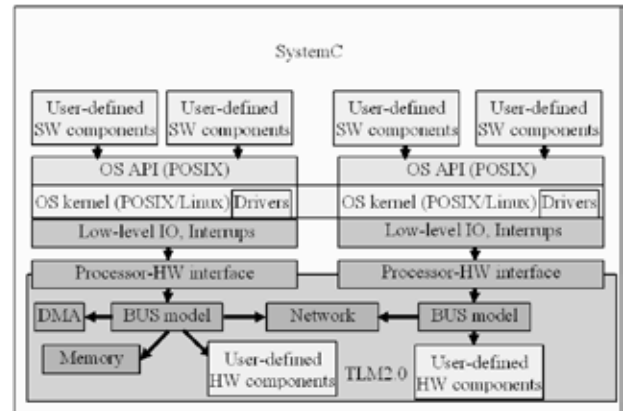 SystemC
User-defined
SW components
User-defined
SW components
User-defined
SW components
User-defined
SW components
OS API (POSIX)
OS API (POSIX)
OS kernel (POSIX/Linux)
Drivers
OS kernel (POSIX/Linux)
Drivers
Low-level IO, Interrups
Low-level IO, Interrups
Processor-HW interface
Processor-HW interface
DMA
BUS model
Network
BUS model
Memory
User-defined
HW components
TLM2.0
User-defined
HW components